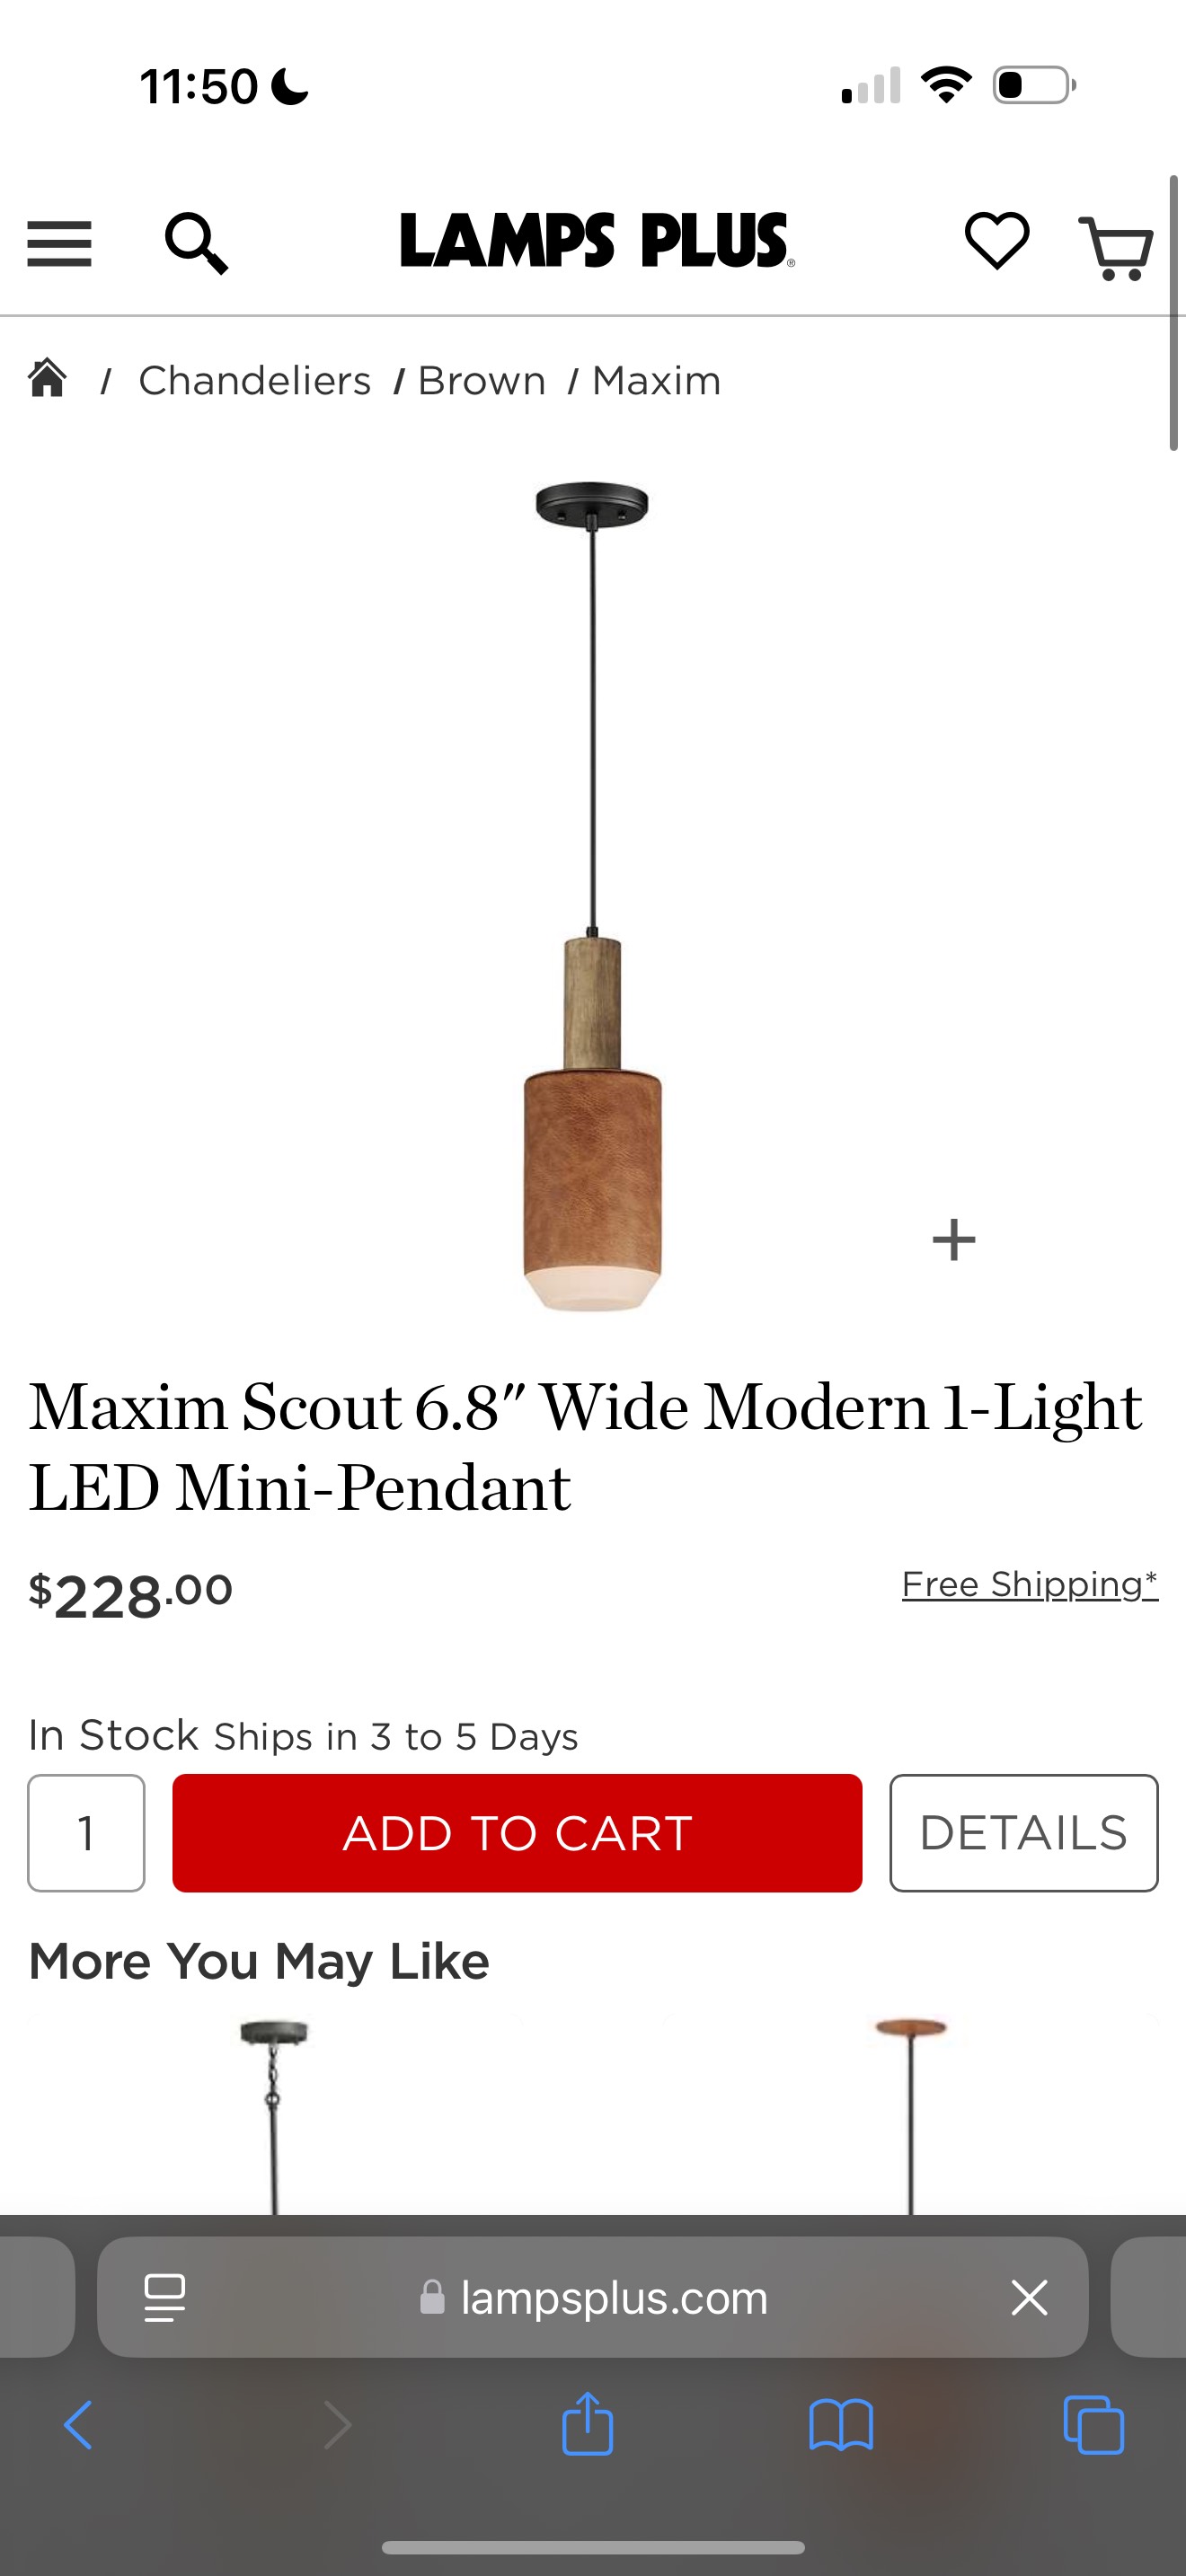 11:50
LAMPS PLUS®
/ Chandeliers / Brown / Maxim
Maxim Scout 6.8" Wide Modern 1-Light
LED Mini-Pendant
$228.00
Free Shipping*
In Stock Ships in 3 to 5 Days
1
ADD TO CART
DETAILS
More You May Like
lampsplus.com